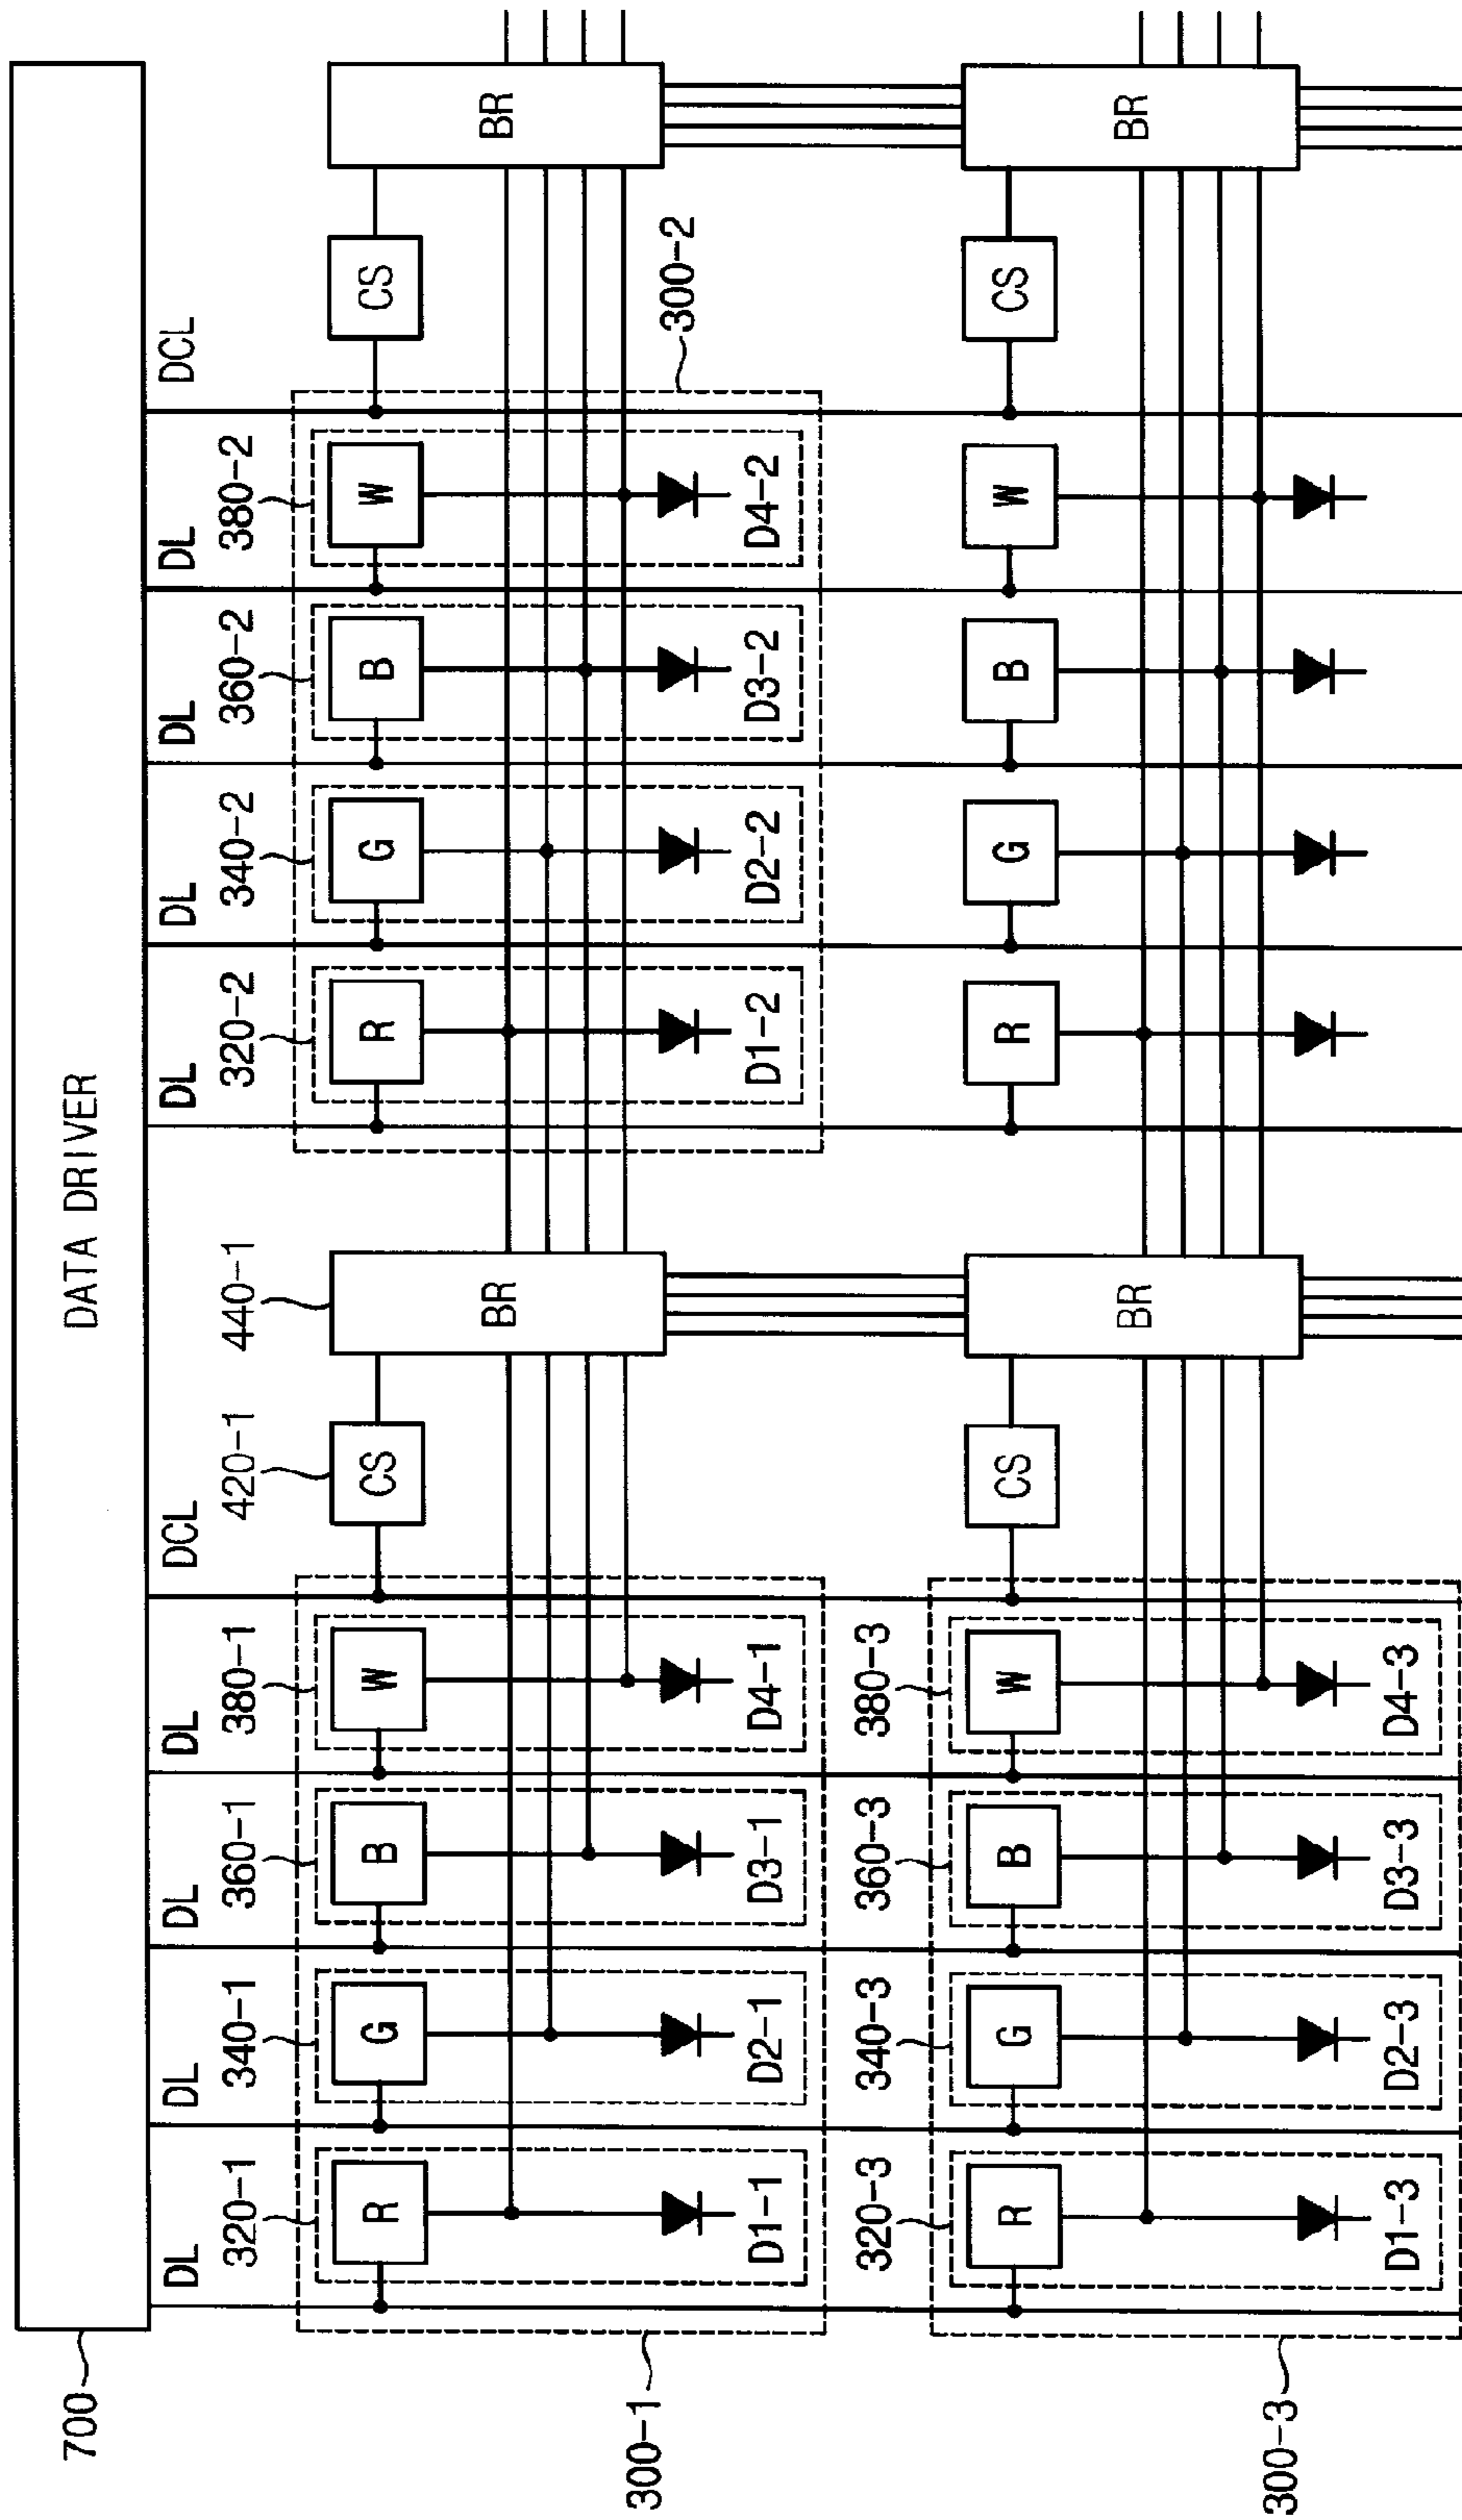 700 DATA DRIVER
DL DL DL DL DCL DL DL DL DL DCL
320-1 340-1 360-1 380-1 420-1 440-1 320-2 340-2 360-2 380-2
R G B W CS R G B W CS
BR BR
300-1 300-2
D1-1 D2-1 D3-1 D4-1 D1-2 D2-2 D3-2 D4-2
320-3 340-3 360-3 380-3
R G B W CS R G B W CS
BR BR
300-3
D1-3 D2-3 D3-3 D4-3